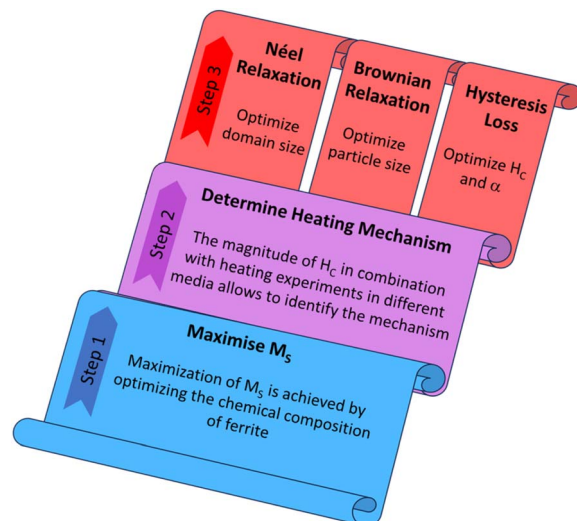 Step 3
Néel
Relaxation
Optimize
domain size
Brownian
Relaxation
Optimize
particle size
Hysteresis
Loss
Optimize H_C
and α
Step 2
Determine Heating Mechanism
The magnitude of H_C in combination
with heating experiments in different
media allows to identify the mechanism
Step 1
Maximise M_S
Maximization of M_S is achieved by
optimizing the chemical composition
of ferrite